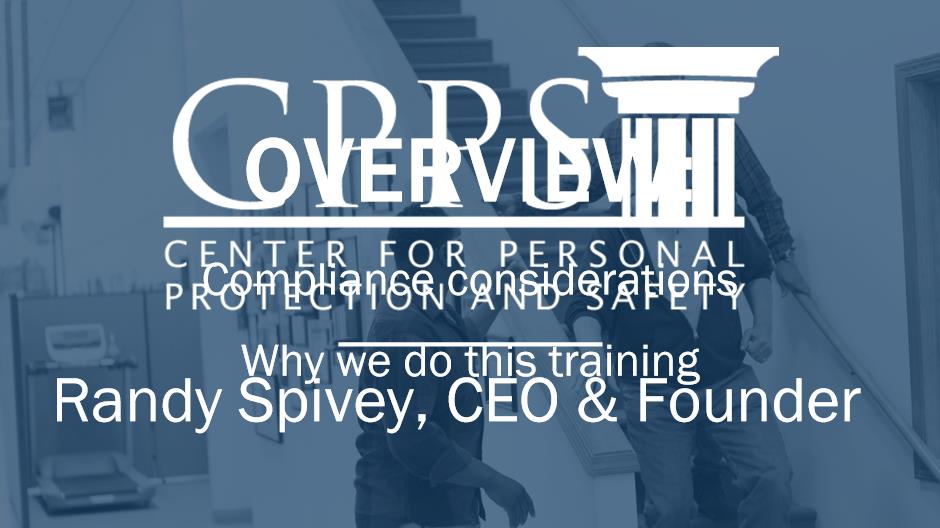 CPPS
OVERVIEW
CENTER FOR PERSONAL
Compliance considerations
PROTECTION AND SAFETY
Why we do this training
Randy Spivey, CEO & Founder